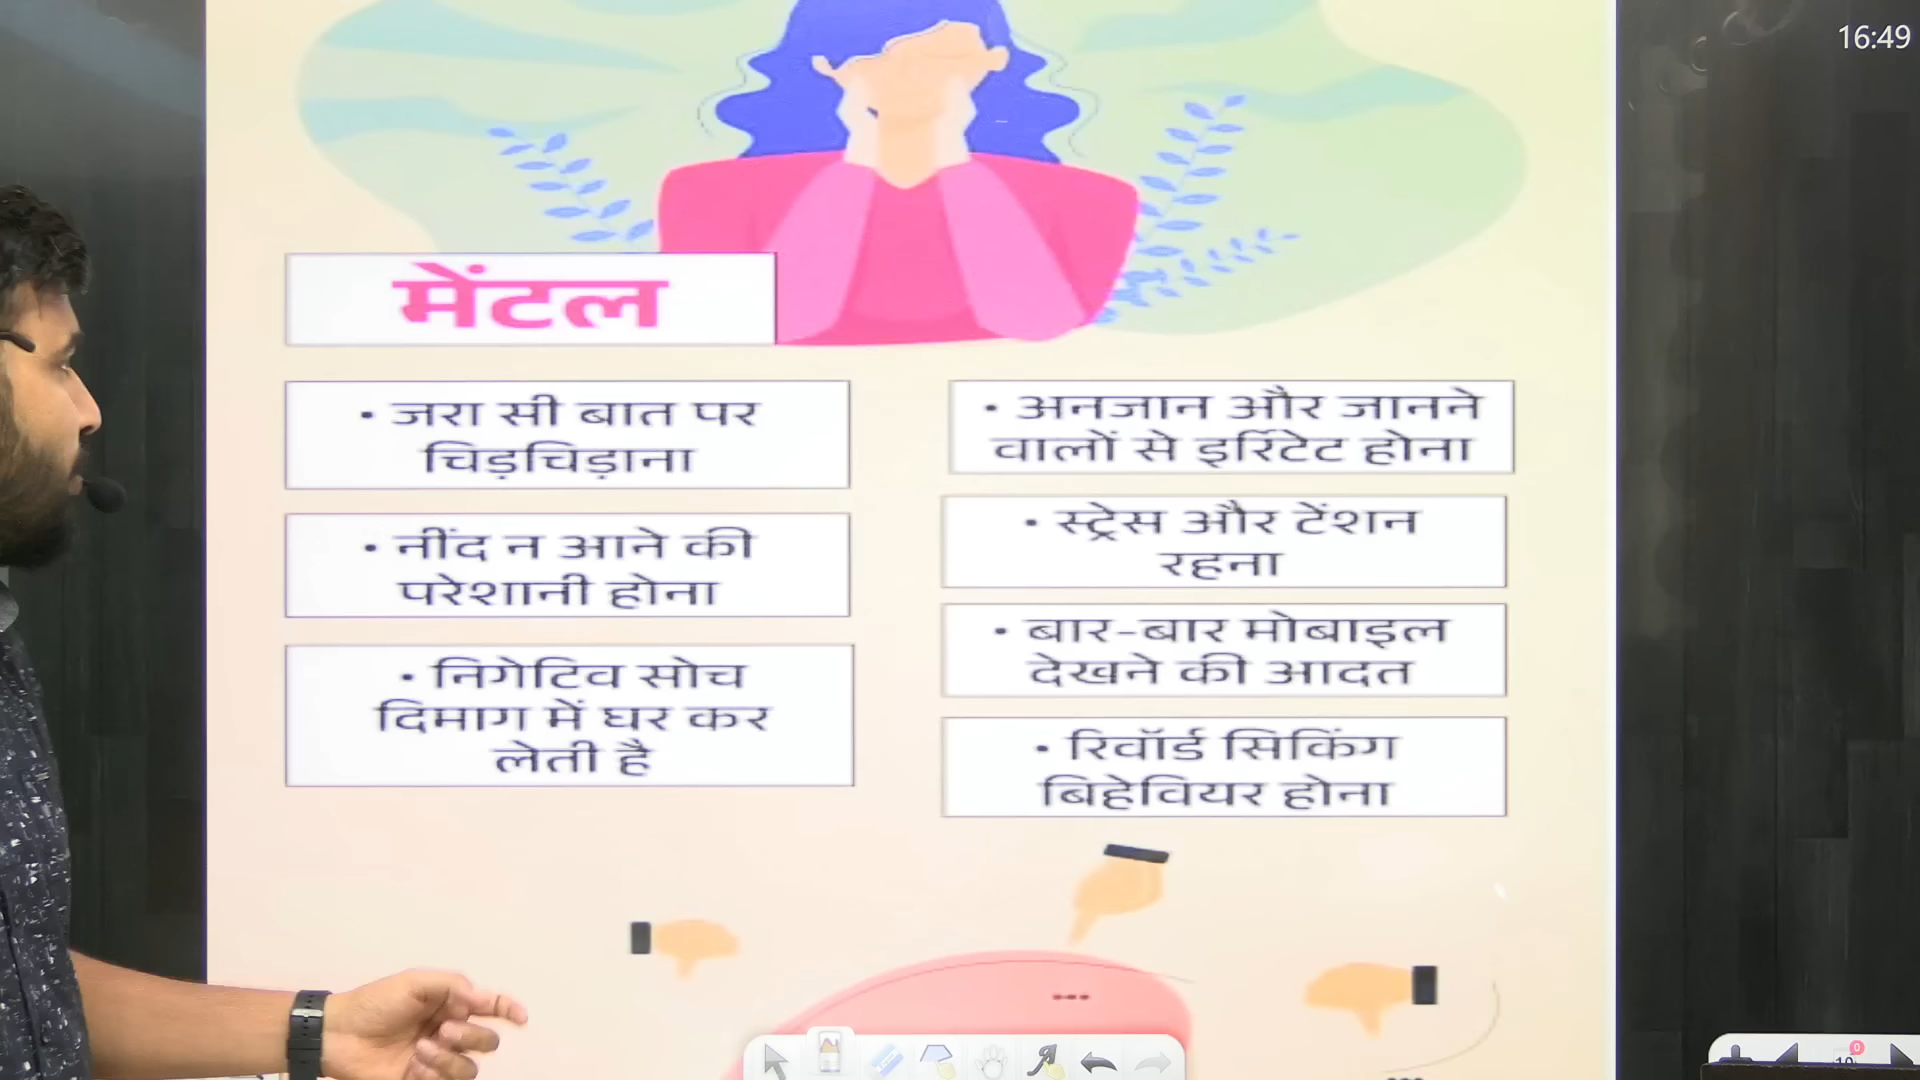 16:49
मेंटल
• जरा सी बात पर
चिड़चिड़ाना
• नींद न आने की
परेशानी होना
• निगेटिव सोच
दिमाग में घर कर
लेती है
• अनजान और जानने
वालों से इरिटेट होना
• स्ट्रेस और टेंशन
रहना
• बार-बार मोबाइल
देखने की आदत
• रिवॉर्ड सिकिंग
बिहेवियर होना
0